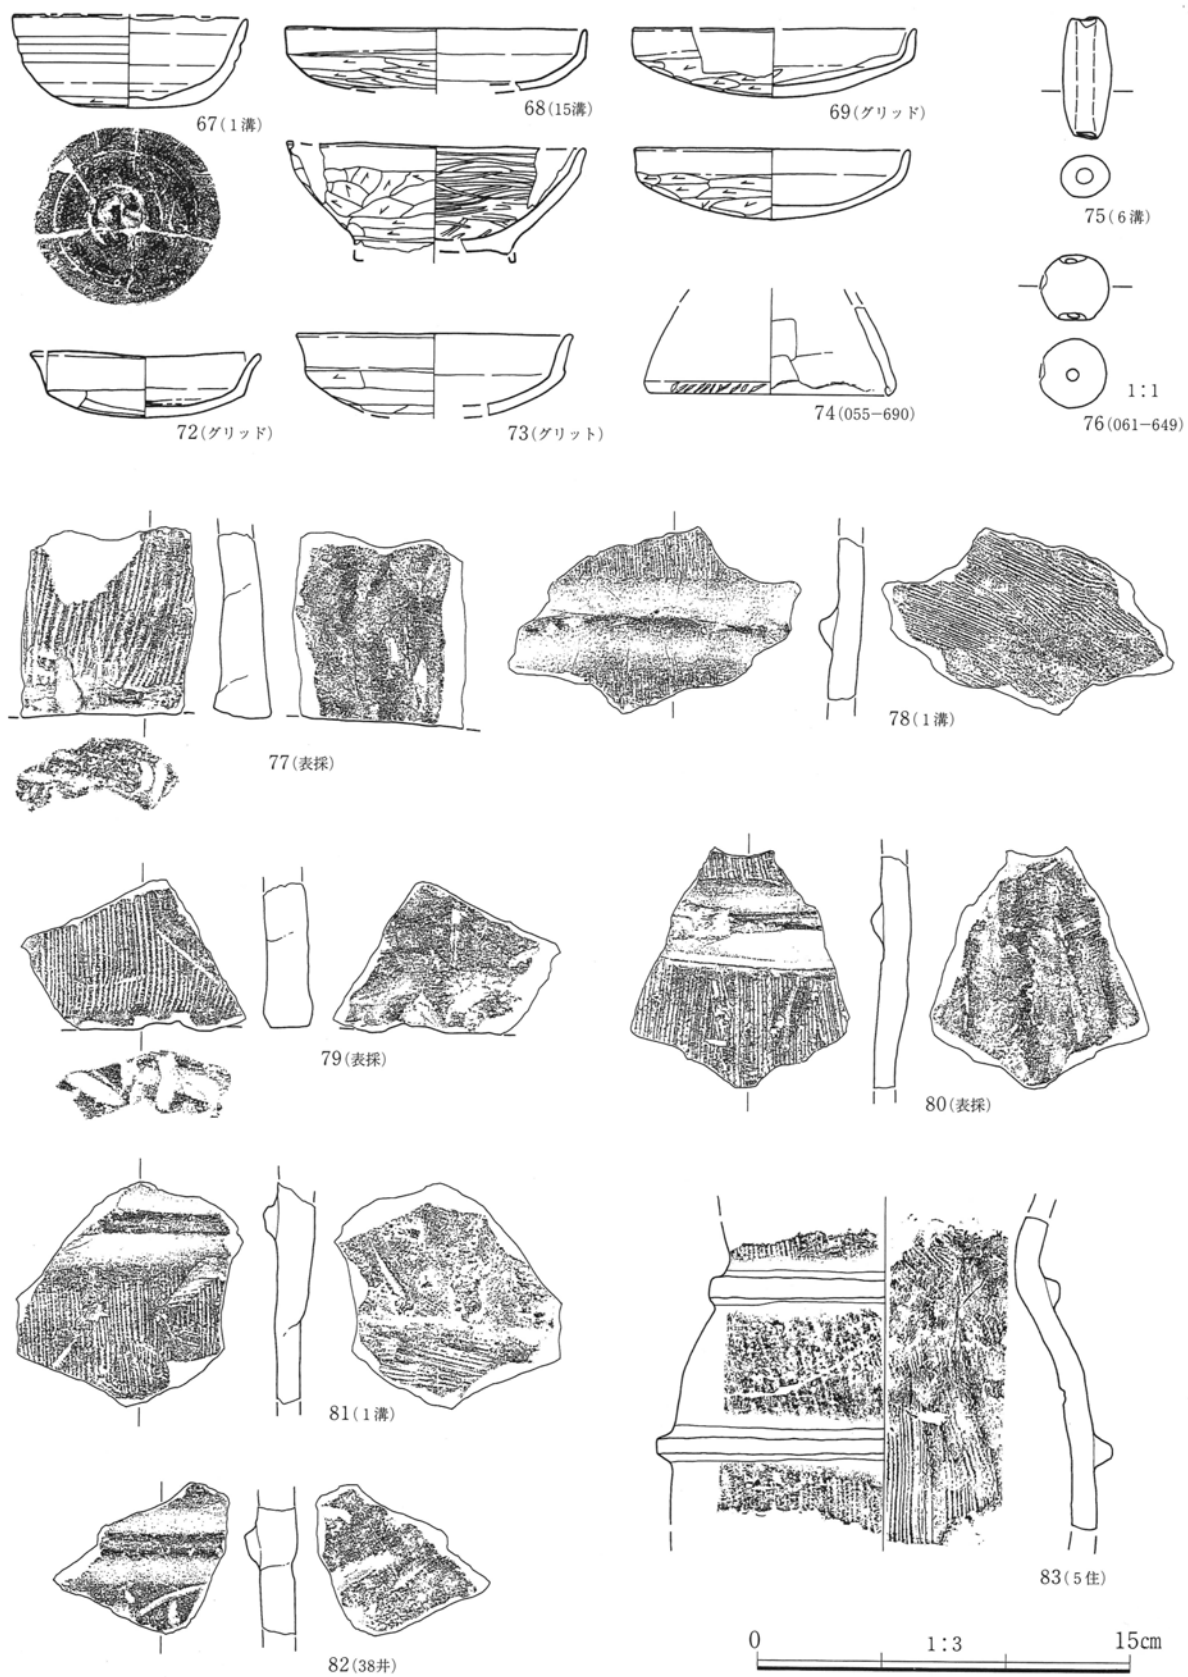 67(1溝)
68(15溝)
69(グリッド)
75(6溝)
72(グリッド)
73(グリット)
74(055−690)
1:1
76(061−649)
77(表採)
78(1溝)
79(表採)
80(表採)
81(1溝)
83(5住)
82(38井)
0 1:3 15cm